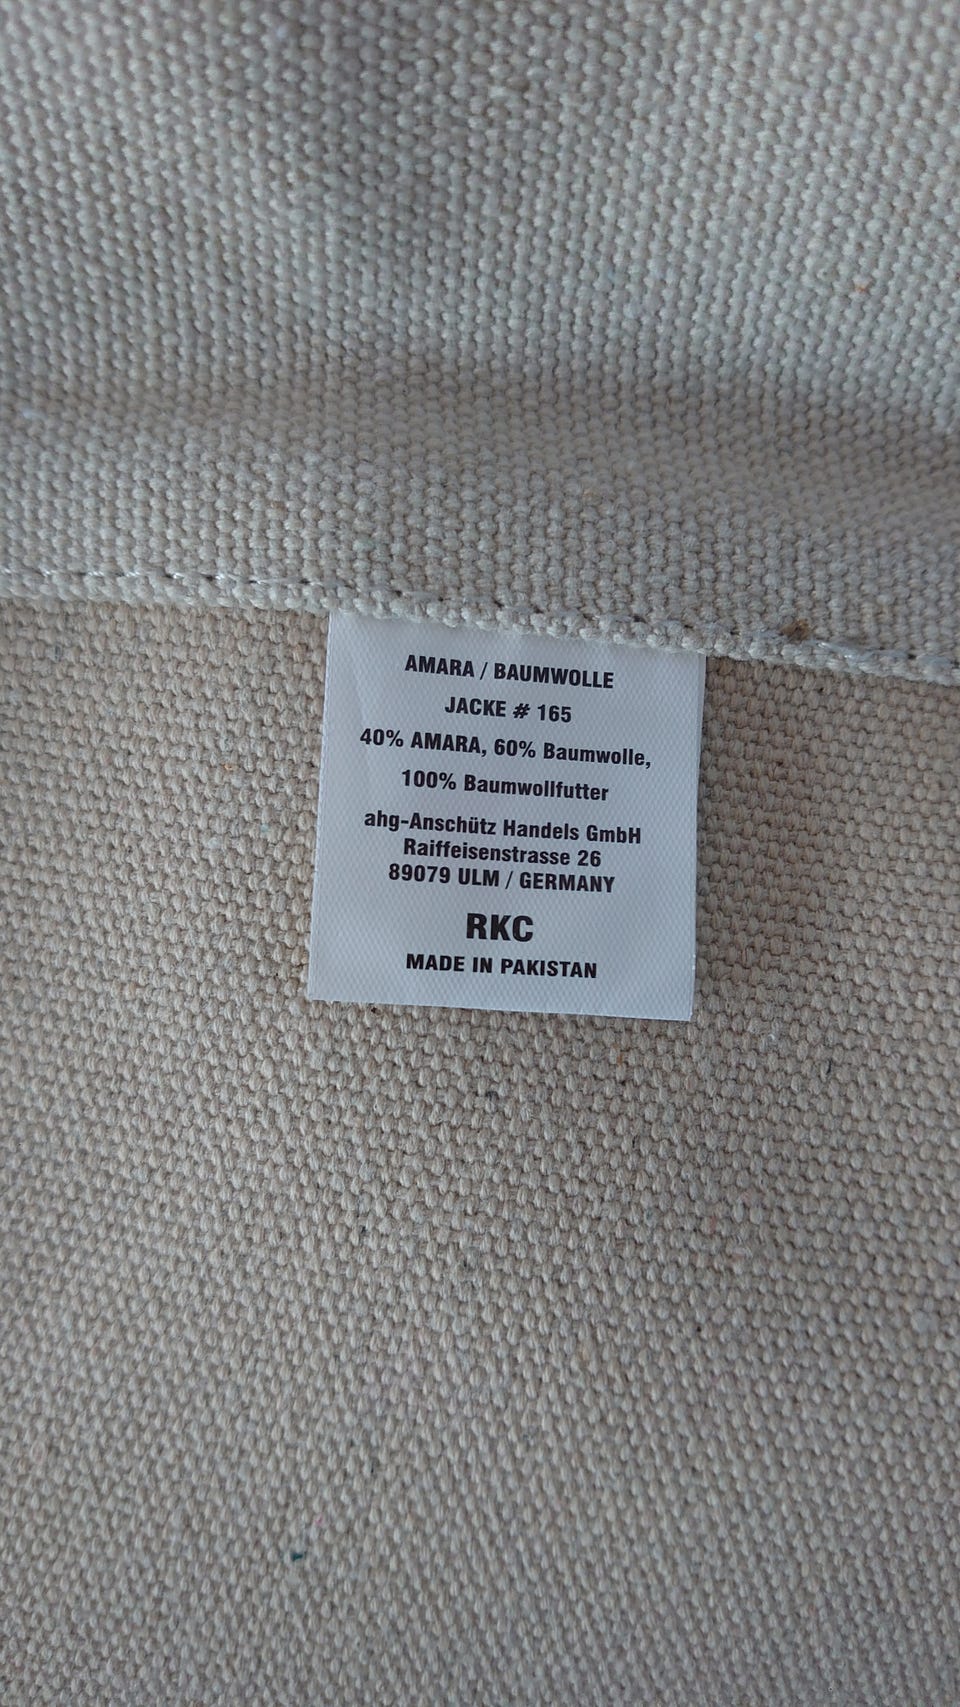 AMARA / BAUMWOLLE
JACKE # 165
40% AMARA, 60% Baumwolle,
100% Baumwollfutter
ahg-Anschütz Handels GmbH
Raiffeisenstrasse 26
89079 ULM / GERMANY
RKC
MADE IN PAKISTAN